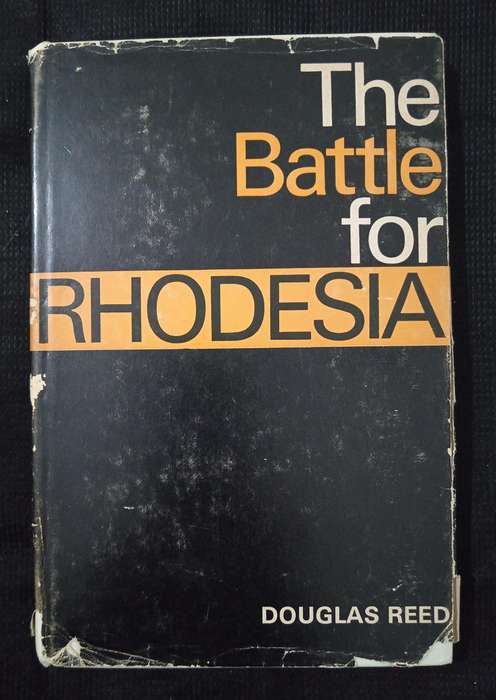 The
Battle
for
RHODESIA
DOUGLAS REED